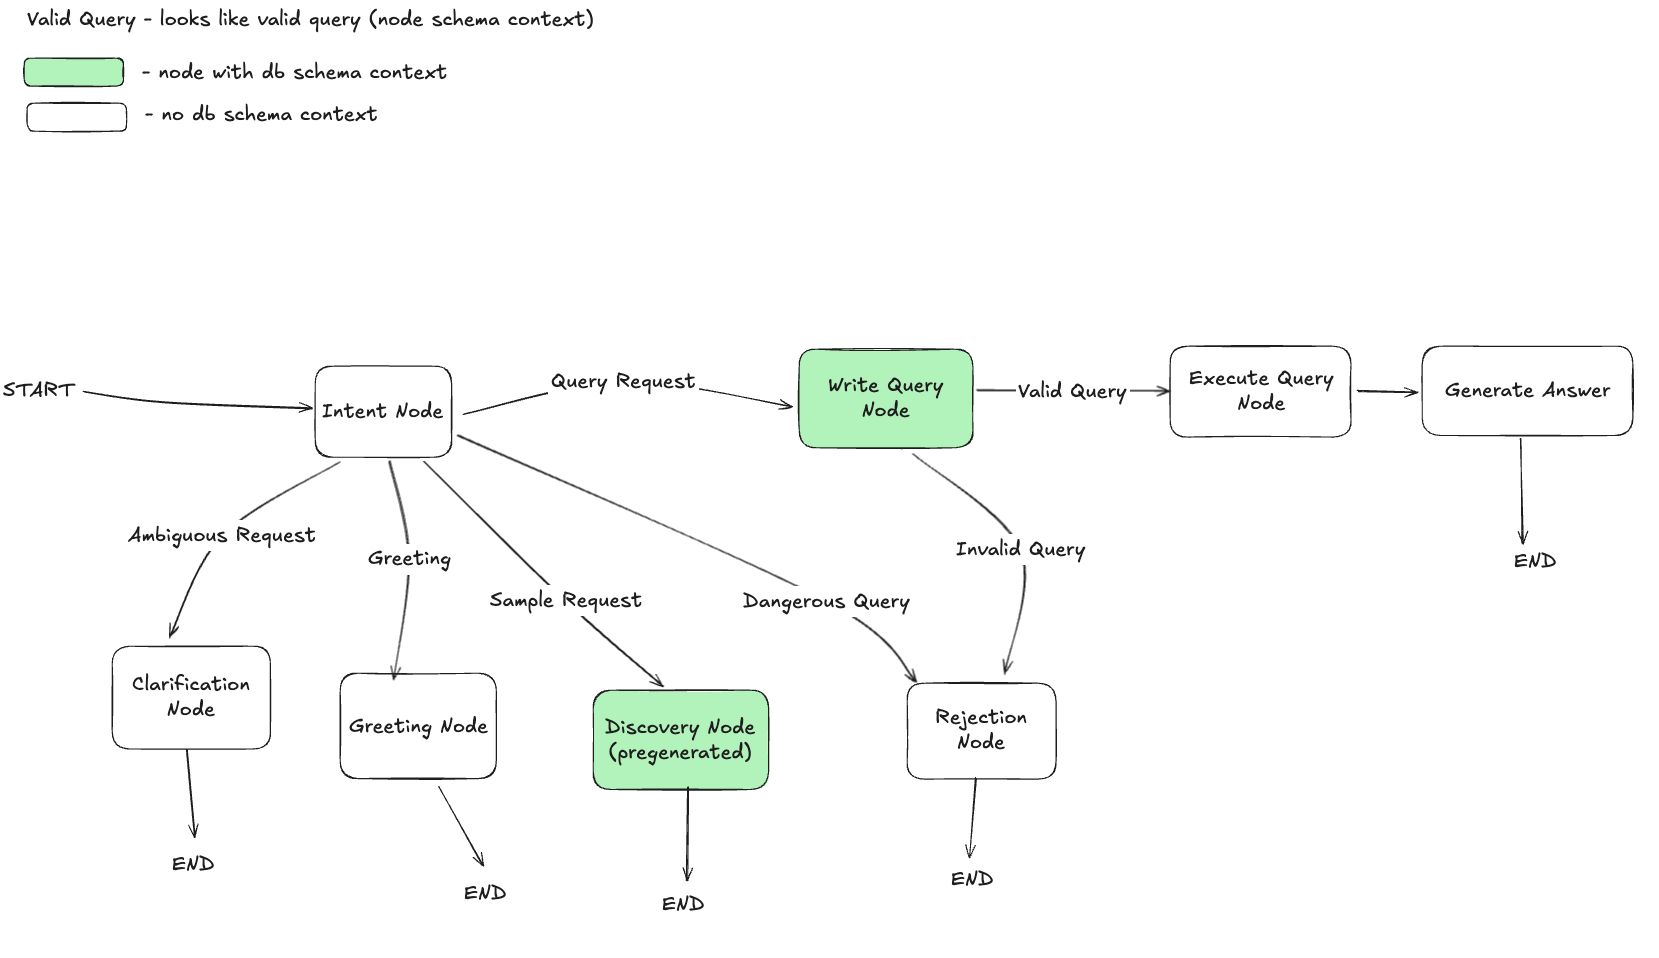 Valid Query - looks like valid query (node schema context)
- node with db schema context
- no db schema context
START
Intent Node
Query Request
Write Query
Node
Valid Query
Execute Query
Node
Generate Answer
END
Ambiguous Request
Greeting
Sample Request
Dangerous Query
Invalid Query
Clarification
Node
Greeting Node
Discovery Node
(pregenerated)
Rejection
Node
END
END
END
END